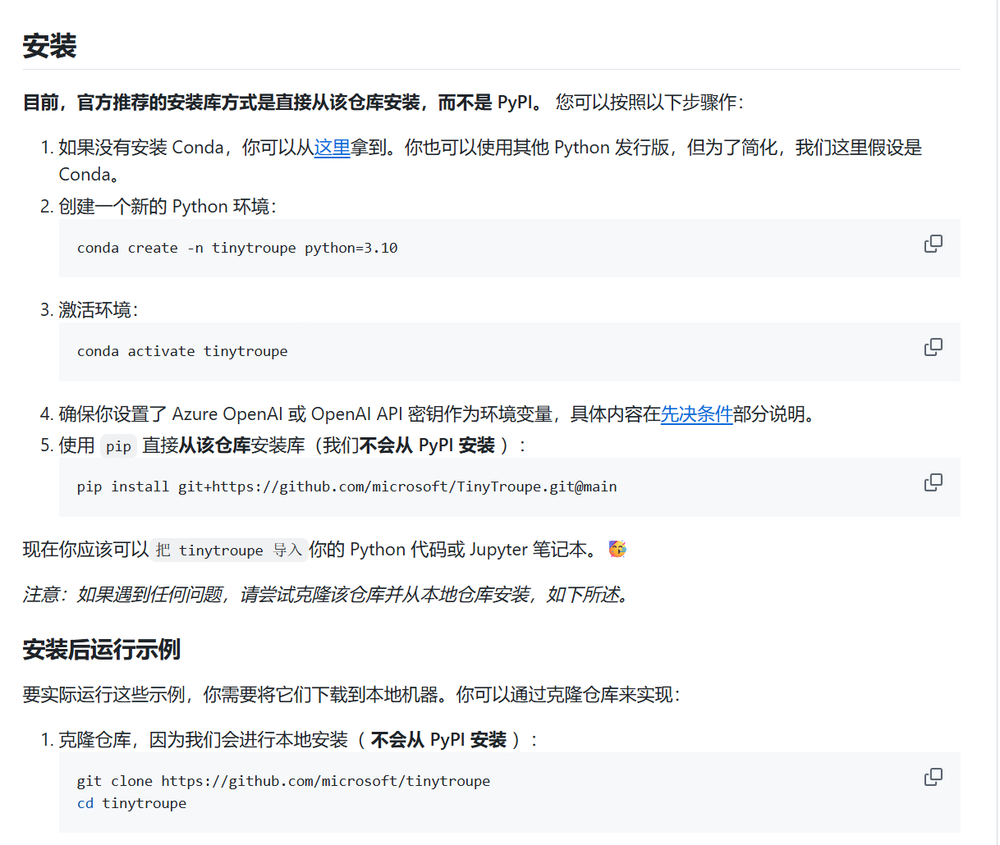 安装
目前，官方推荐的安装库方式是直接从该仓库安装，而不是 PyPI。 您可以按照以下步骤作：
1. 如果没有安装 Conda，你可以从这里拿到。你也可以使用其他 Python 发行版，但为了简化，我们这里假设是
Conda。
2. 创建一个新的 Python 环境：
conda create -n tinytroupe python=3.10
3. 激活环境：
conda activate tinytroupe
4. 确保你设置了 Azure OpenAI 或 OpenAI API 密钥作为环境变量，具体内容在先决条件部分说明。
5. 使用 pip 直接从该仓库安装库（我们不会从 PyPI 安装 ）：
pip install git+https://github.com/microsoft/TinyTroupe.git@main
现在你应该可以 把 tinytroupe 导入 你的 Python 代码或 Jupyter 笔记本。 🥳
注意：如果遇到任何问题，请尝试克隆该仓库并从本地仓库安装，如下所述。
安装后运行示例
要实际运行这些示例，你需要将它们下载到本地机器。你可以通过克隆仓库来实现：
1. 克隆仓库，因为我们会进行本地安装（ 不会从 PyPI 安装 ）：
git clone https://github.com/microsoft/tinytroupe
cd tinytroupe